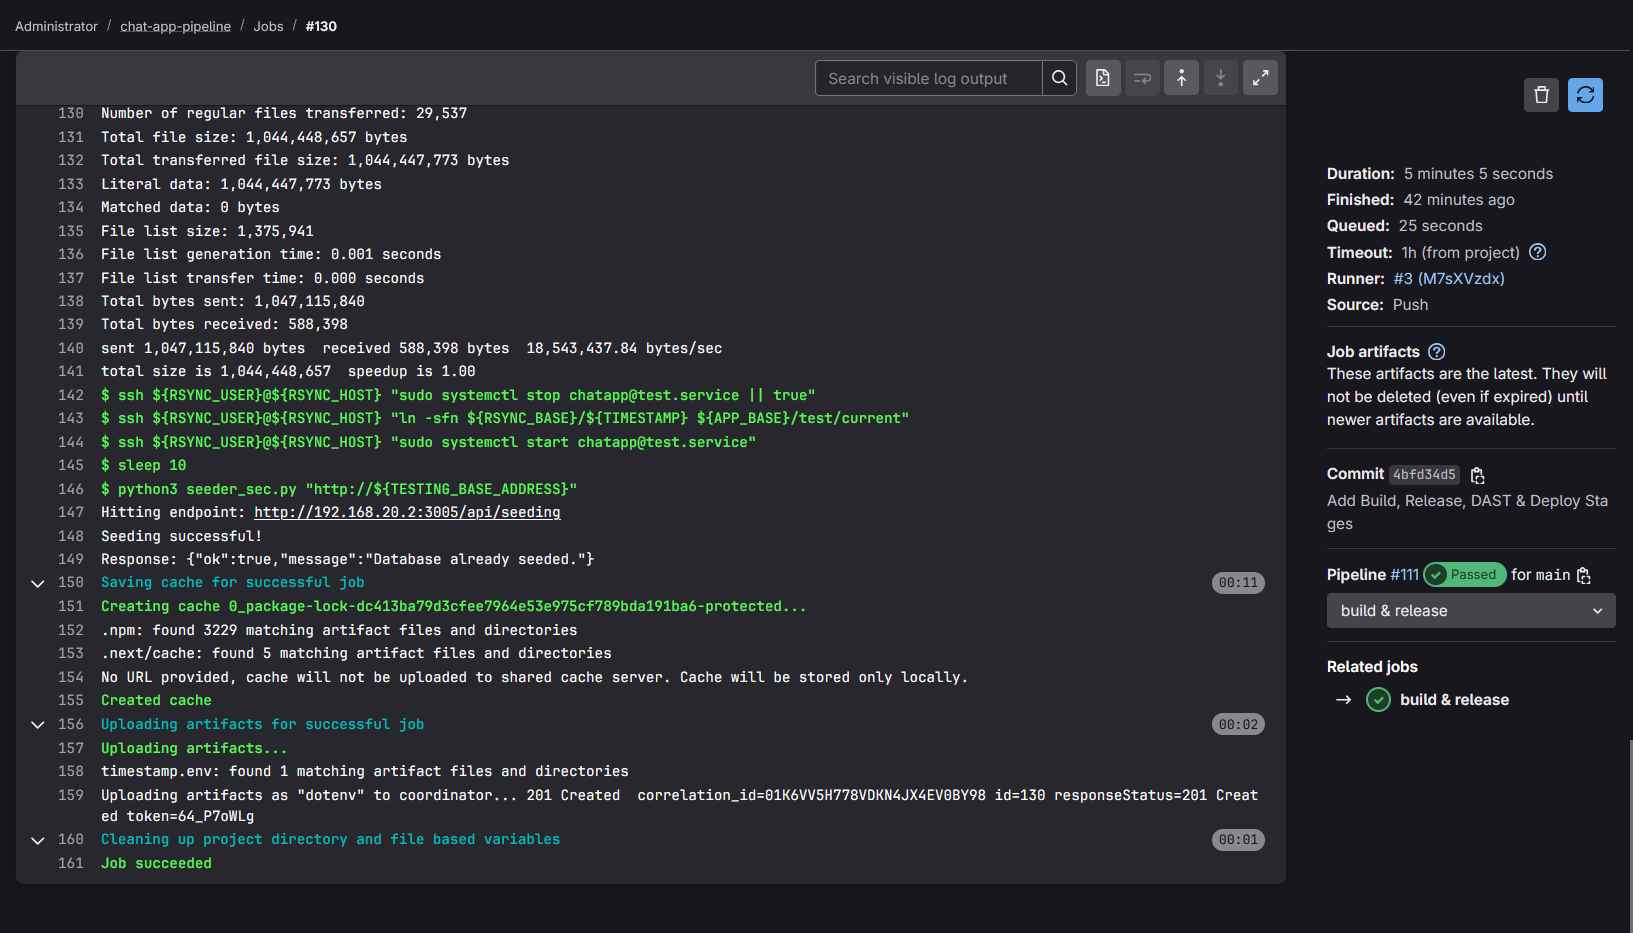 Administrator / chat-app-pipeline / Jobs / #130
Search visible log output
130 Number of regular files transferred: 29,537
131 Total file size: 1,044,448,657 bytes
132 Total transferred file size: 1,044,447,773 bytes
133 Literal data: 1,044,447,773 bytes
134 Matched data: 0 bytes
135 File list size: 1,375,941
136 File list generation time: 0.001 seconds
137 File list transfer time: 0.000 seconds
138 Total bytes sent: 1,047,115,840
139 Total bytes received: 588,398
140 sent 1,047,115,840 bytes  received 588,398 bytes  18,543,437.84 bytes/sec
141 total size is 1,044,448,657  speedup is 1.00
142 $ ssh ${RSYNC_USER}@${RSYNC_HOST} "sudo systemctl stop chatapp@test.service || true"
143 $ ssh ${RSYNC_USER}@${RSYNC_HOST} "ln -sfn ${RSYNC_BASE}/${TIMESTAMP} ${APP_BASE}/test/current"
144 $ ssh ${RSYNC_USER}@${RSYNC_HOST} "sudo systemctl start chatapp@test.service"
145 $ sleep 10
146 $ python3 seeder_sec.py "http://${TESTING_BASE_ADDRESS}"
147 Hitting endpoint: http://192.168.20.2:3005/api/seeding
148 Seeding successful!
149 Response: {"ok":true,"message":"Database already seeded."}
150 Saving cache for successful job 00:11
151 Creating cache 0_package-lock-dc413ba79d3cfee7964e53e975cf789bda191ba6-protected...
152 .npm: found 3229 matching artifact files and directories
153 .next/cache: found 5 matching artifact files and directories
154 No URL provided, cache will not be uploaded to shared cache server. Cache will be stored only locally.
155 Created cache
156 Uploading artifacts for successful job 00:02
157 Uploading artifacts...
158 timestamp.env: found 1 matching artifact files and directories
159 Uploading artifacts as "dotenv" to coordinator... 201 Created  correlation_id=01K6VV5H778VDKN4JX4EV0BY98 id=130 responseStatus=201 Creat
ed token=64_P7oWLg
160 Cleaning up project directory and file based variables 00:01
161 Job succeeded
Duration: 5 minutes 5 seconds
Finished: 42 minutes ago
Queued: 25 seconds
Timeout: 1h (from project)
Runner: #3 (M7sXVzdx)
Source: Push
Job artifacts
These artifacts are the latest. They will
not be deleted (even if expired) until
newer artifacts are available.
Commit 4bfd34d5
Add Build, Release, DAST & Deploy Sta
ges
Pipeline #111 Passed for main
build & release
Related jobs
→ build & release